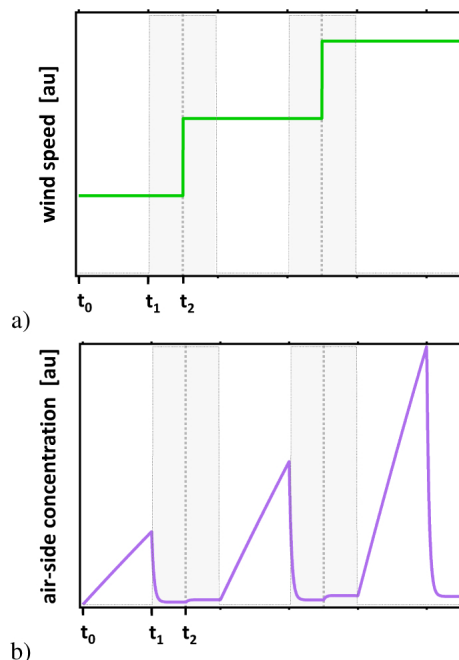 wind speed [au]
t0 t1 t2
a)
air-side concentration [au]
t0 t1 t2
b)